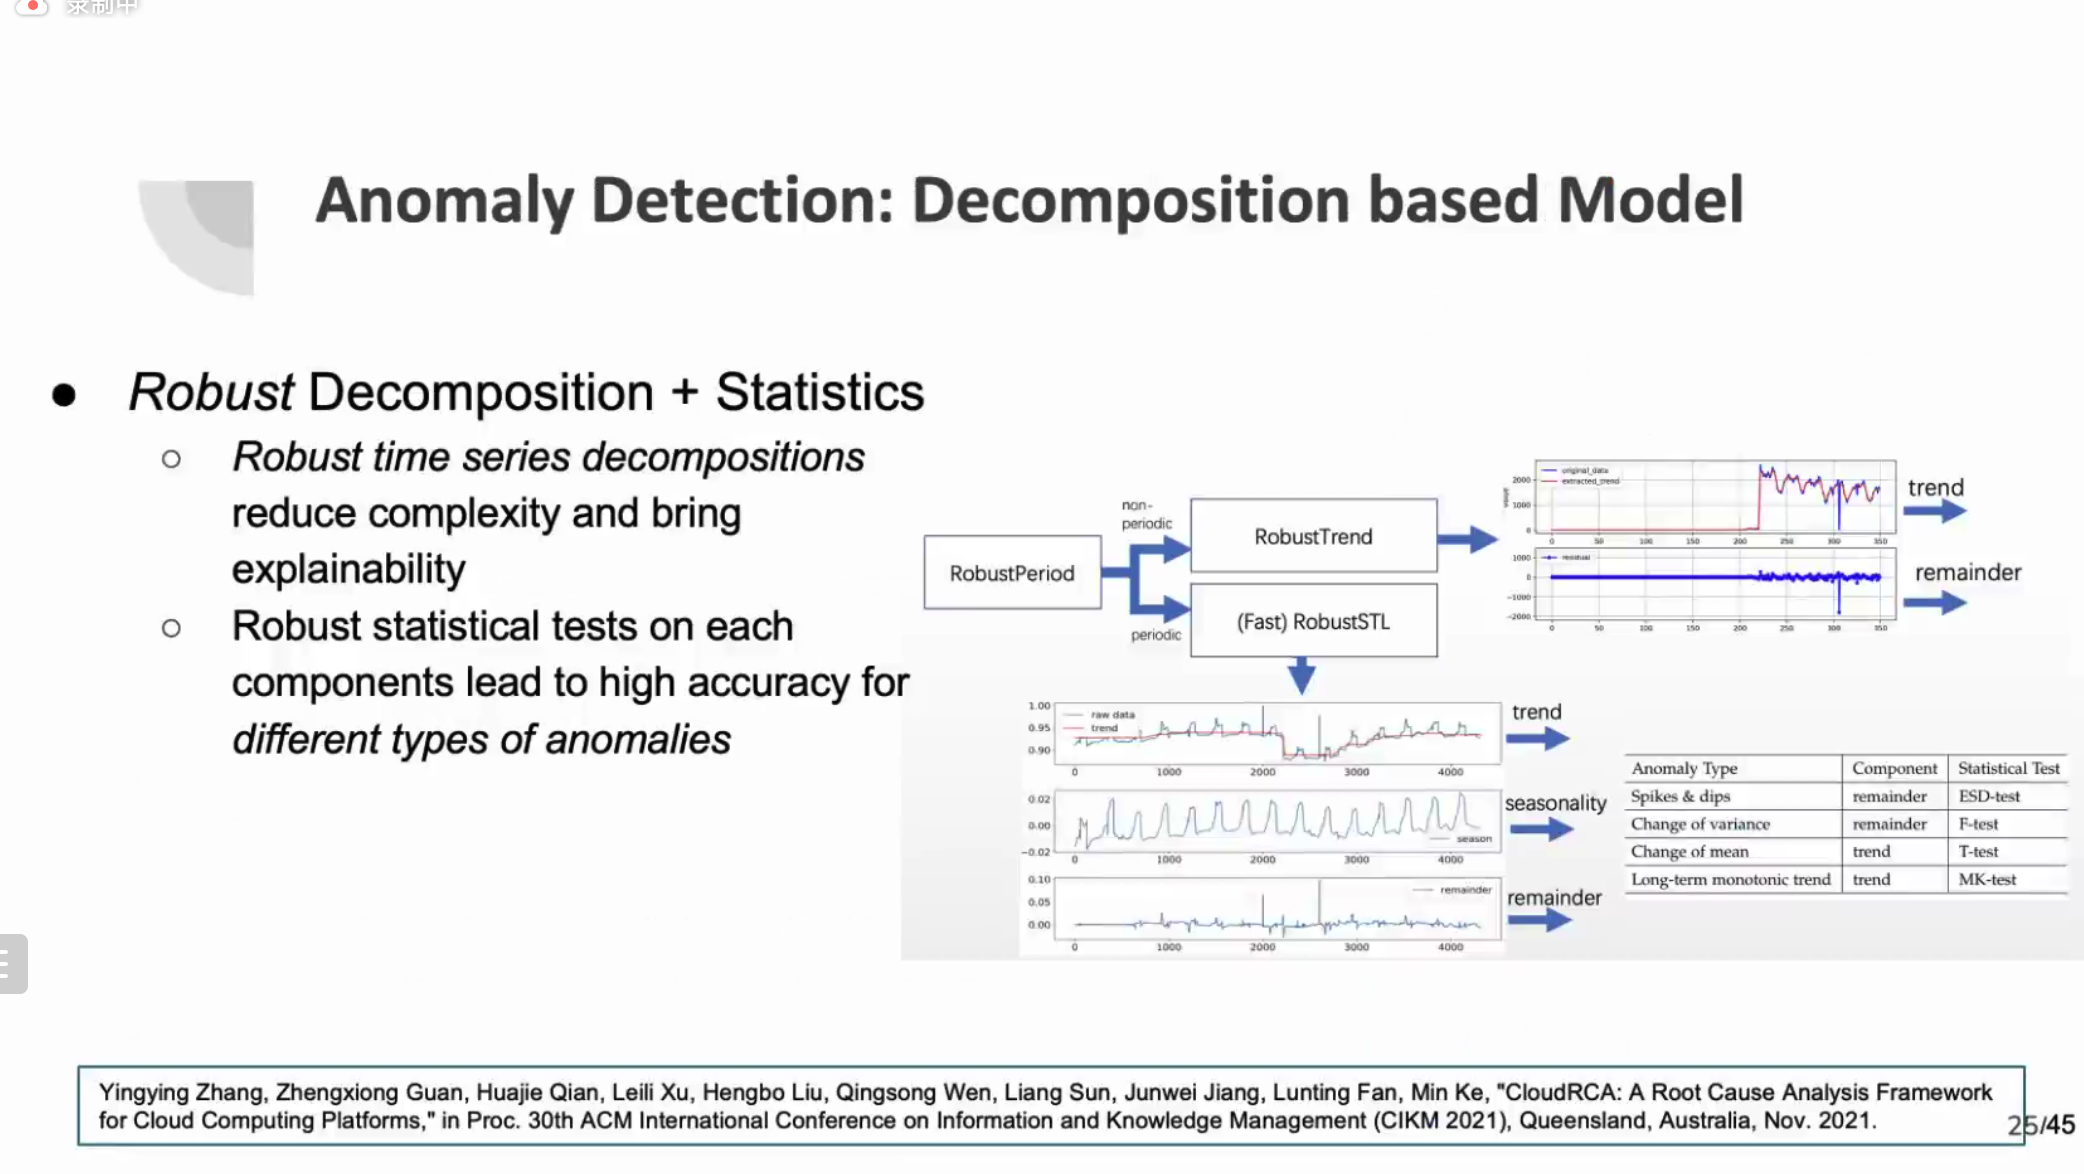 录制中
Anomaly Detection: Decomposition based Model
● Robust Decomposition + Statistics
○ Robust time series decompositions
reduce complexity and bring
explainability
○ Robust statistical tests on each
components lead to high accuracy for
different types of anomalies
RobustPeriod
non-
periodic
periodic
RobustTrend
(Fast) RobustSTL
original_data
extracted_trend
2000
1000
0
0 50 100 150 200 250 300 350
trend
residual
1000
0
−1000
−2000
0 50 100 150 200 250 300 350
remainder
raw data
trend
1.00
0.95
0.90
0 1000 2000 3000 4000
trend
0.02
0.00
−0.02
season
0 1000 2000 3000 4000
seasonality
0.10
0.05
0.00
remainder
0 1000 2000 3000 4000
remainder
Anomaly Type Component Statistical Test
Spikes & dips remainder ESD-test
Change of variance remainder F-test
Change of mean trend T-test
Long-term monotonic trend trend MK-test
Yingying Zhang, Zhengxiong Guan, Huajie Qian, Leili Xu, Hengbo Liu, Qingsong Wen, Liang Sun, Junwei Jiang, Lunting Fan, Min Ke, "CloudRCA: A Root Cause Analysis Framework
for Cloud Computing Platforms," in Proc. 30th ACM International Conference on Information and Knowledge Management (CIKM 2021), Queensland, Australia, Nov. 2021.
25/45